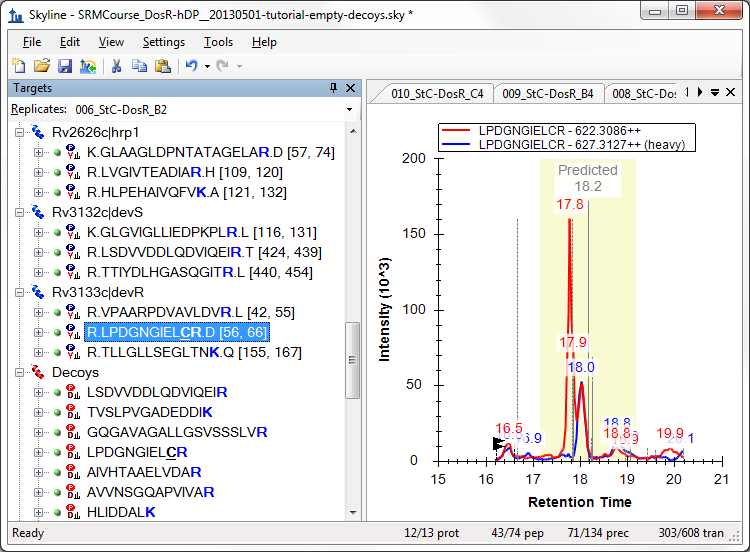 Skyline - SRMCourse_DosR-hDP__20130501-tutorial-empty-decoys.sky *
File Edit View Settings Tools Help
Targets
Replicates: 006_StC-DosR_B2
Rv2626c|hrp1
K.GLAAGLDPNTATAGELAR.D [57, 74]
R.LVGIVTEADIAR.H [109, 120]
R.HLPEHAIVQFVK.A [121, 132]
Rv3132c|devS
K.GLGVIGLLIEDPKPLR.L [116, 131]
R.LSDVVDDLQDVIQEIR.T [424, 439]
R.TTIYDLHGASQGITR.L [440, 454]
Rv3133c|devR
R.VPAARPDVAVLDVR.L [42, 55]
R.LPDGNGIELCR.D [56, 66]
R.TLLGLLSEGLTNK.Q [155, 167]
Decoys
LSDVVDDLQDVIQEIR
TVSLPVGADEDDIK
GQGAVAGALLGSVSSSLVR
LPDGNGIELCR
AIVHTAAELVDAR
AVVNSGQAPVIVAR
HLIDDALK
010_StC-DosR_C4 009_StC-DosR_B4 008_StC-Dos
LPDGNGIELCR - 622.3086++
LPDGNGIELCR - 627.3127++ (heavy)
200
150
100
50
0
Intensity (10^3)
Predicted
18.2
17.8
17.9
18.0
16.5
18.8
18.8
19.9
15 16 17 18 19 20 21
Retention Time
Ready 12/13 prot 43/74 pep 71/134 prec 303/608 tran